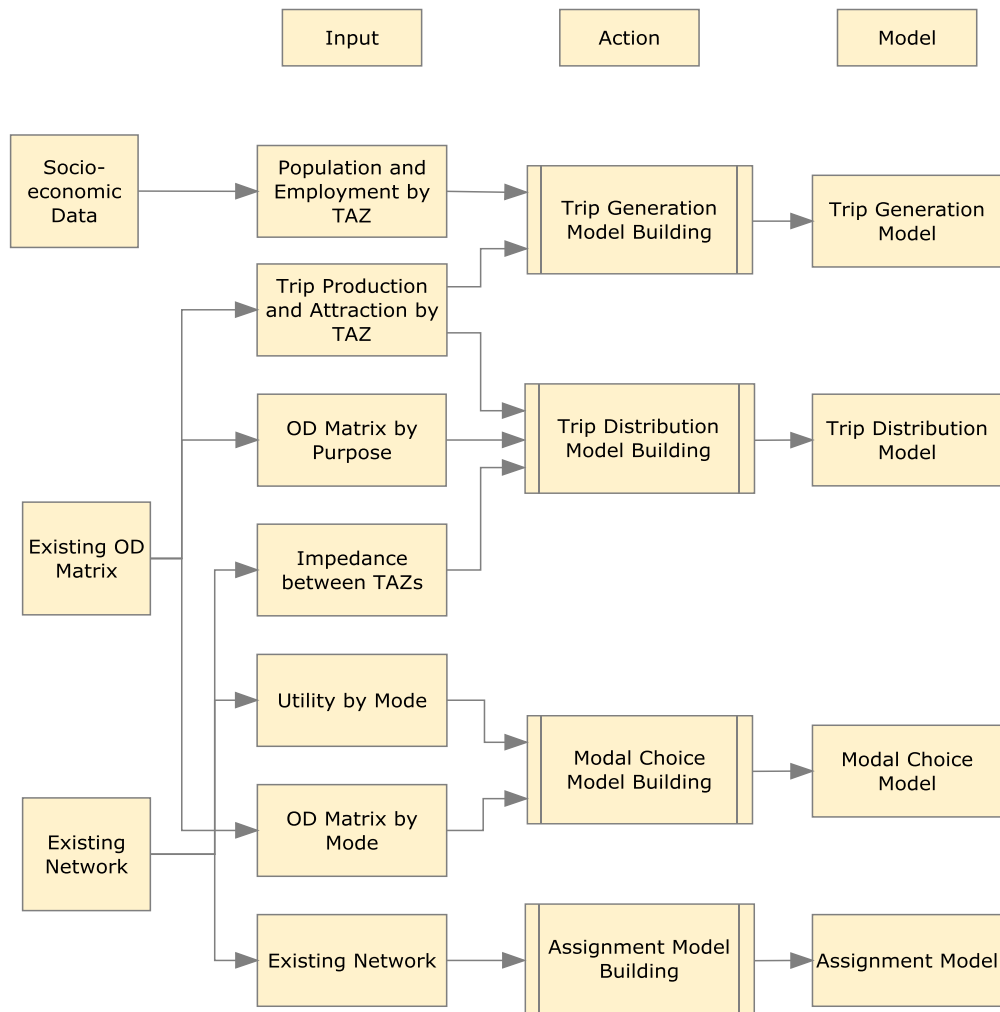 Input
Action
Model
Socio-
economic
Data
Population and
Employment by
TAZ
Trip Generation
Model Building
Trip Generation
Model
Trip Production
and Attraction by
TAZ
OD Matrix by
Purpose
Trip Distribution
Model Building
Trip Distribution
Model
Existing OD
Matrix
Impedance
between TAZs
Utility by Mode
Modal Choice
Model Building
Modal Choice
Model
Existing
Network
OD Matrix by
Mode
Existing Network
Assignment Model
Building
Assignment Model